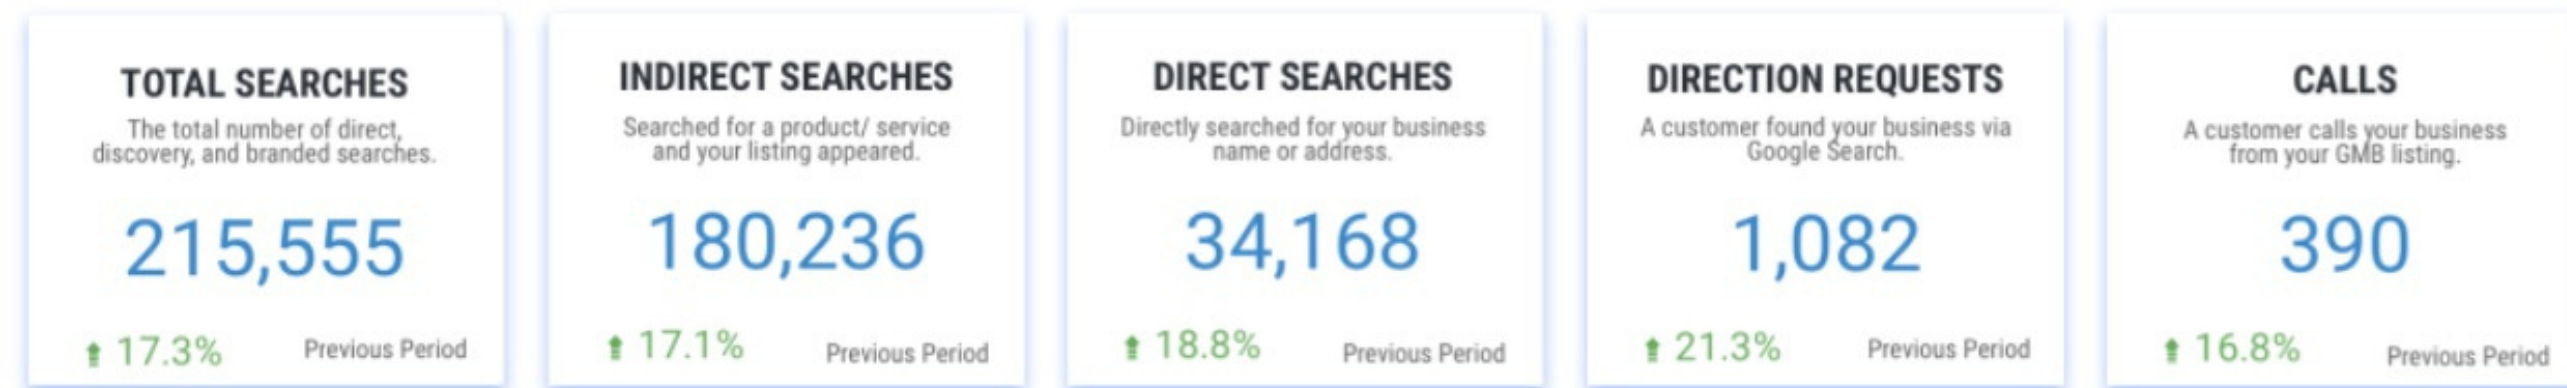 TOTAL SEARCHES
The total number of direct,
discovery, and branded searches.
215,555
17.3% Previous Period
INDIRECT SEARCHES
Searched for a product/ service
and your listing appeared.
180,236
17.1% Previous Period
DIRECT SEARCHES
Directly searched for your business
name or address.
34,168
18.8% Previous Period
DIRECTION REQUESTS
A customer found your business via
Google Search.
1,082
21.3% Previous Period
CALLS
A customer calls your business
from your GMB listing.
390
16.8% Previous Period